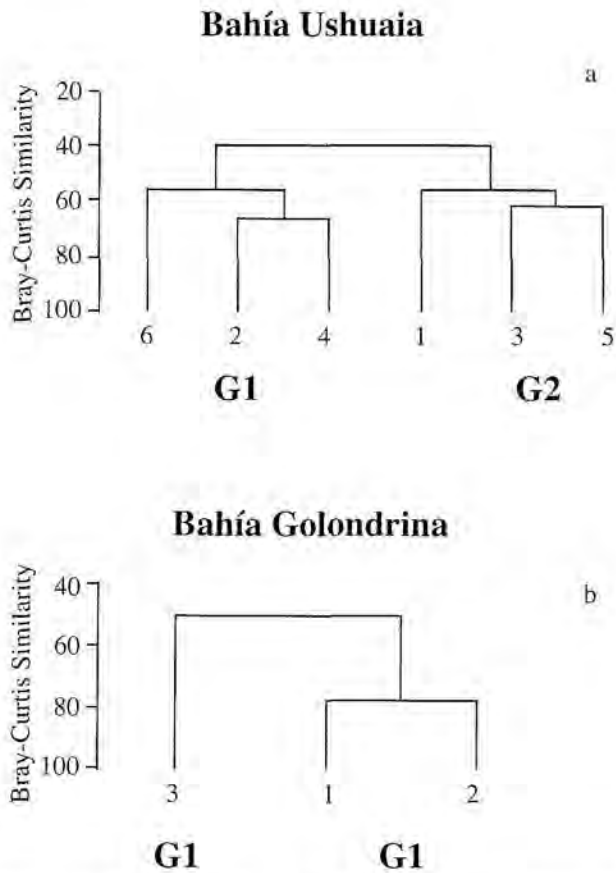 Bahía Ushuaia
a
Bray-Curtis Similarity
20
40
60
80
100
6 2 4 1 3 5
G1 G2
Bahía Golondrina
b
Bray-Curtis Similarity
40
60
80
100
3 1 2
G1 G1